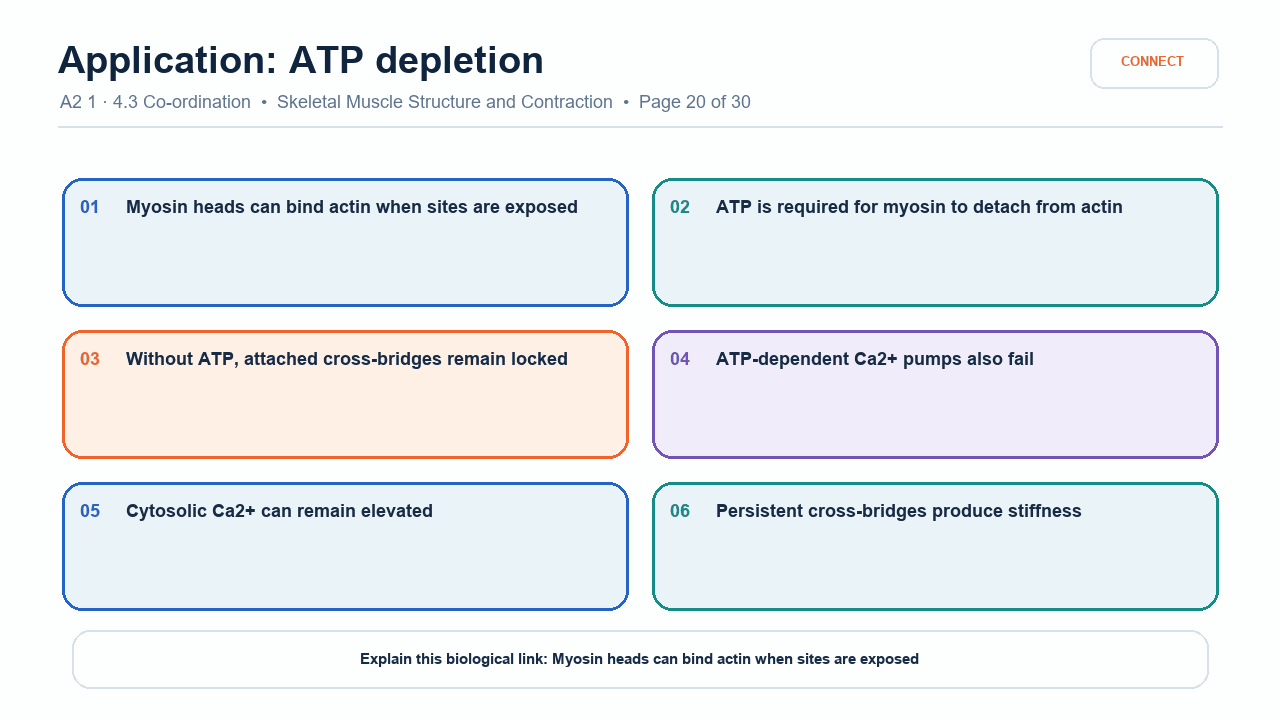 Application: ATP depletion
CONNECT
A2 1 · 4.3 Co-ordination • Skeletal Muscle Structure and Contraction • Page 20 of 30
01 Myosin heads can bind actin when sites are exposed
02 ATP is required for myosin to detach from actin
03 Without ATP, attached cross-bridges remain locked
04 ATP-dependent Ca2+ pumps also fail
05 Cytosolic Ca2+ can remain elevated
06 Persistent cross-bridges produce stiffness
Explain this biological link: Myosin heads can bind actin when sites are exposed